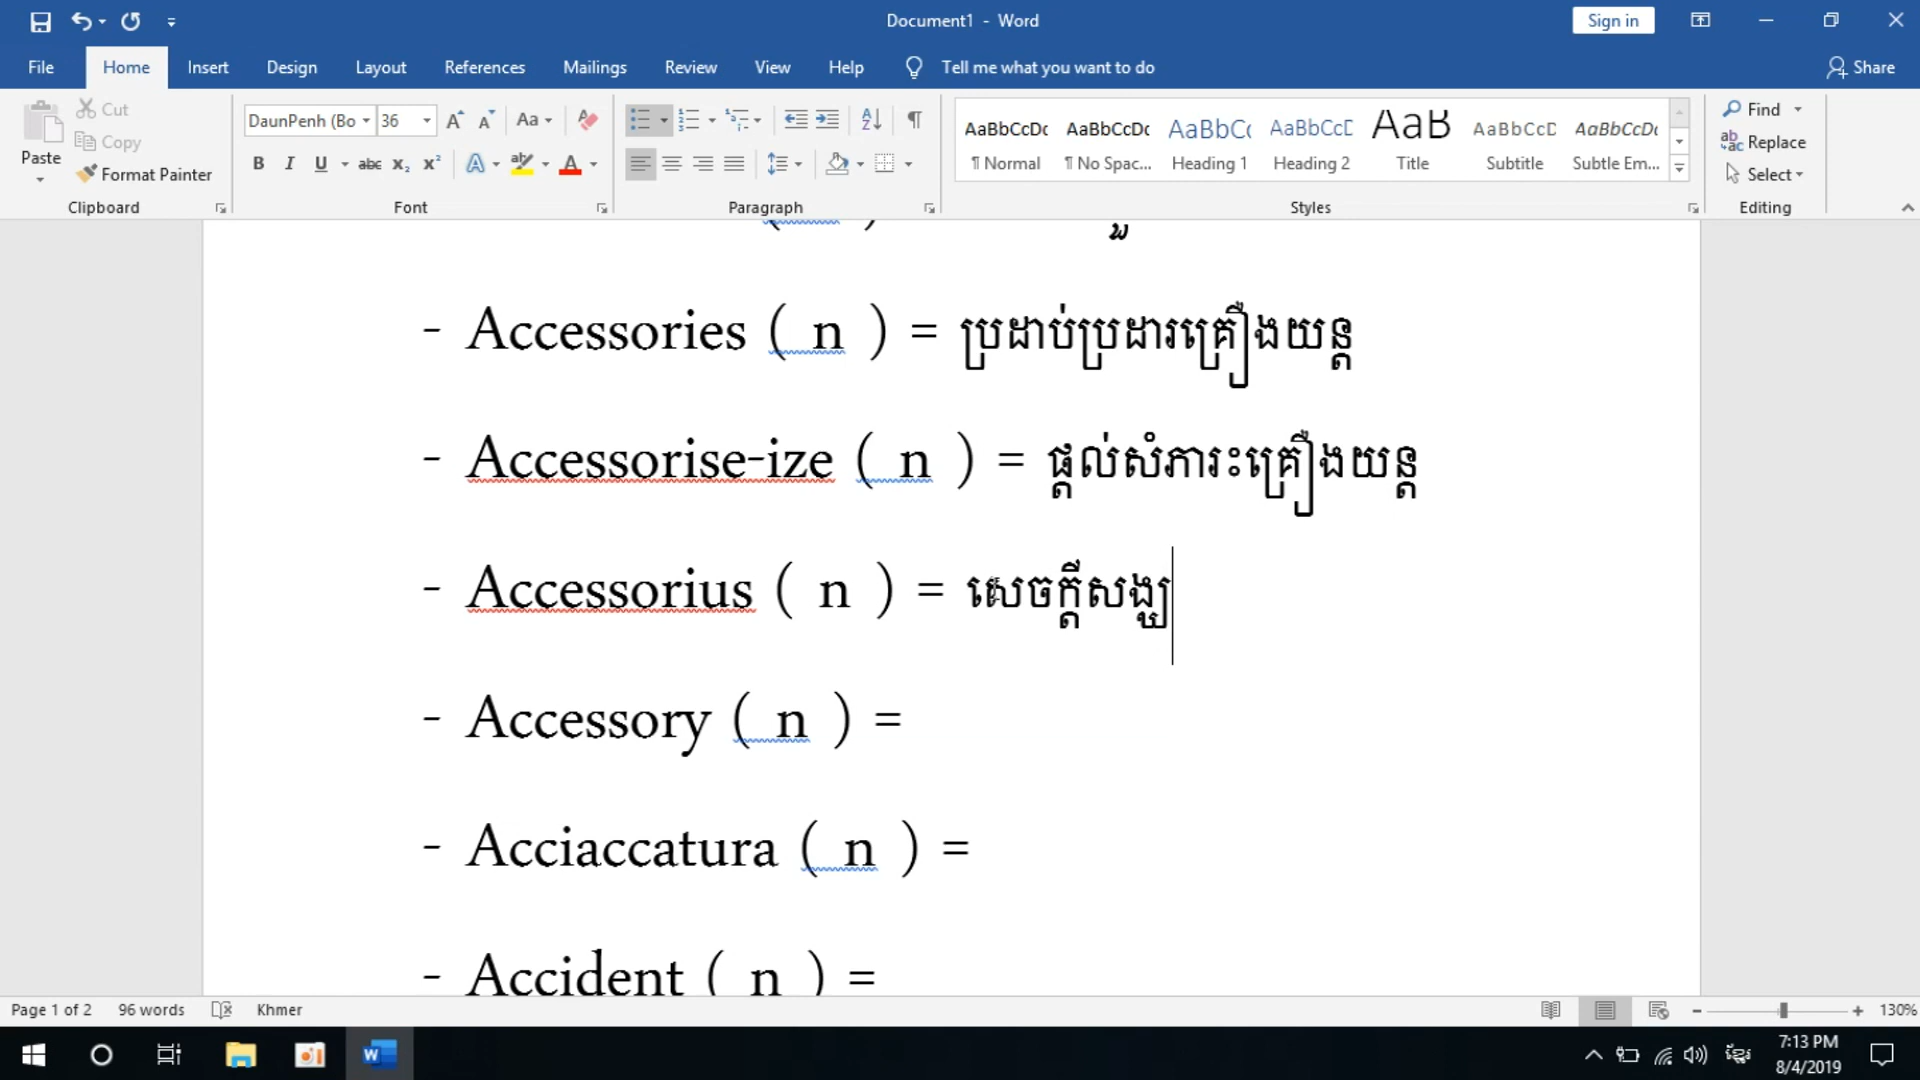 Document1 - Word
Sign in
File Home Insert Design Layout References Mailings Review View Help Tell me what you want to do Share
Cut
Copy
Paste
Format Painter
Clipboard
DaunPenh (Bo 36
Font
Paragraph
AaBbCcDc AaBbCcDc AaBbC( AaBbCcD AaB AaBbCcD AaBbCcDc
¶ Normal ¶ No Spac... Heading 1 Heading 2 Title Subtitle Subtle Em...
Styles
Find
Replace
Select
Editing
- Accessories ( n ) = ប្រដាប់ប្រដារគ្រឿងយន្ត
- Accessorise-ize ( n ) = ផ្តល់សំភារះគ្រឿងយន្ត
- Accessorius ( n ) = សេចក្តីសង្ឃ
- Accessory ( n ) =
- Acciaccatura ( n ) =
- Accident ( n ) =
Page 1 of 2 96 words Khmer 130%
7:13 PM
8/4/2019